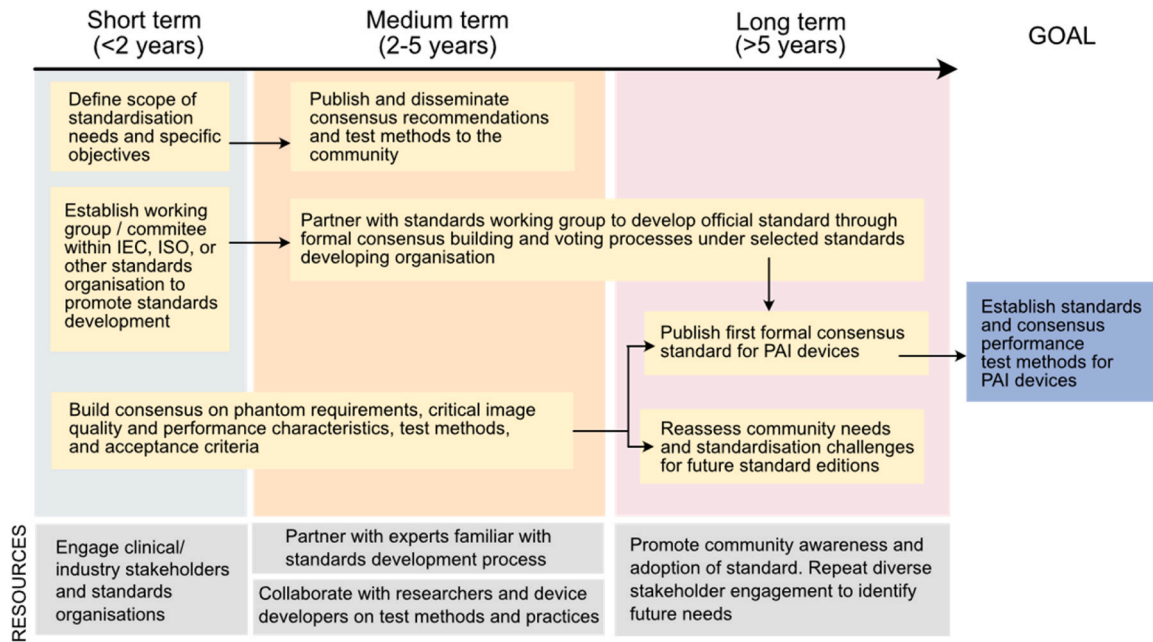 Short term
(<2 years)
Medium term
(2-5 years)
Long term
(>5 years)
GOAL
Define scope of
standardisation
needs and specific
objectives
Publish and disseminate
consensus recommendations
and test methods to the
community
Establish working
group / commitee
within IEC, ISO, or
other standards
organisation to
promote standards
development
Partner with standards working group to develop official standard through
formal consensus building and voting processes under selected standards
developing organisation
Publish first formal consensus
standard for PAI devices
Establish standards
and consensus
performance
test methods for
PAI devices
Build consensus on phantom requirements, critical image
quality and performance characteristics, test methods,
and acceptance criteria
Reassess community needs
and standardisation challenges
for future standard editions
RESOURCES
Engage clinical/
industry stakeholders
and standards
organisations
Partner with experts familiar with
standards development process
Collaborate with researchers and device
developers on test methods and practices
Promote community awareness and
adoption of standard. Repeat diverse
stakeholder engagement to identify
future needs